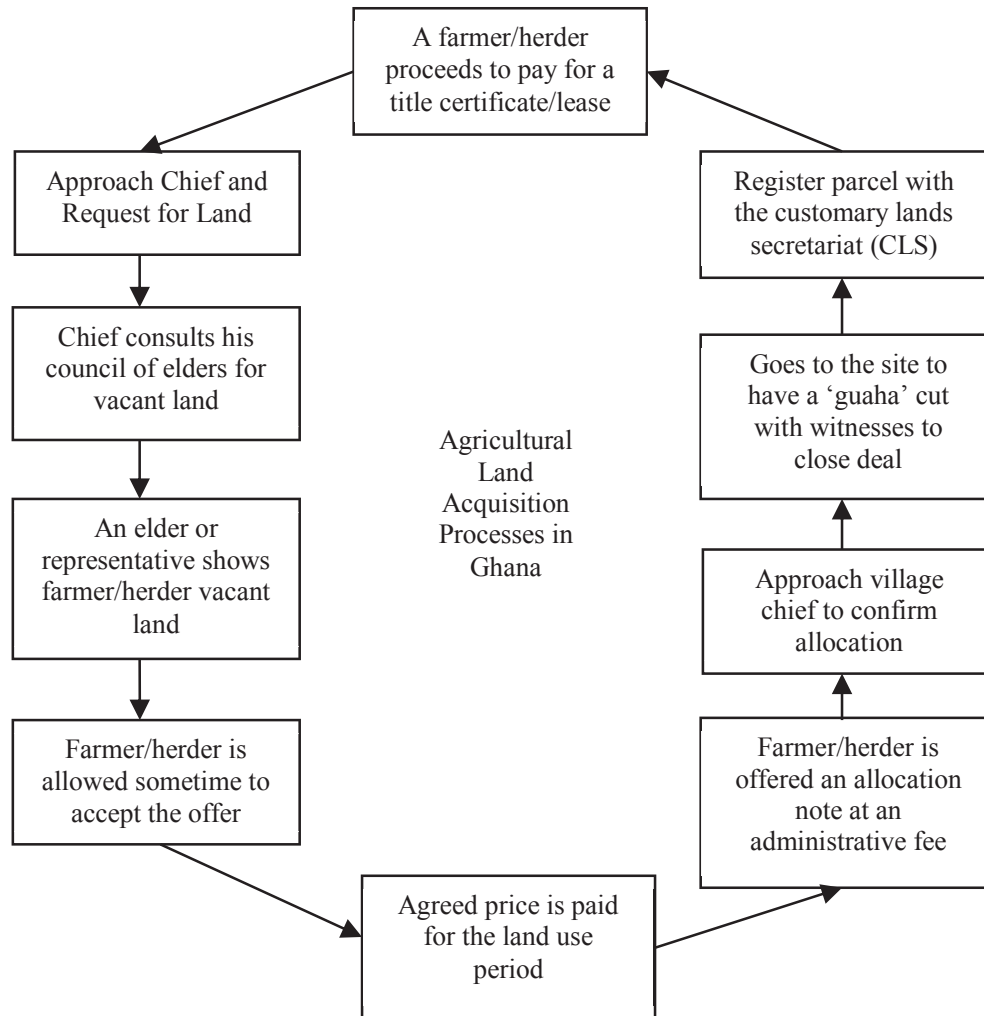 A farmer/herder
proceeds to pay for a
title certificate/lease
Approach Chief and
Request for Land
Chief consults his
council of elders for
vacant land
An elder or
representative shows
farmer/herder vacant
land
Farmer/herder is
allowed sometime to
accept the offer
Agreed price is paid
for the land use
period
Farmer/herder is
offered an allocation
note at an
administrative fee
Approach village
chief to confirm
allocation
Goes to the site to
have a ‘guaha’ cut
with witnesses to
close deal
Register parcel with
the customary lands
secretariat (CLS)
Agricultural
Land
Acquisition
Processes in
Ghana